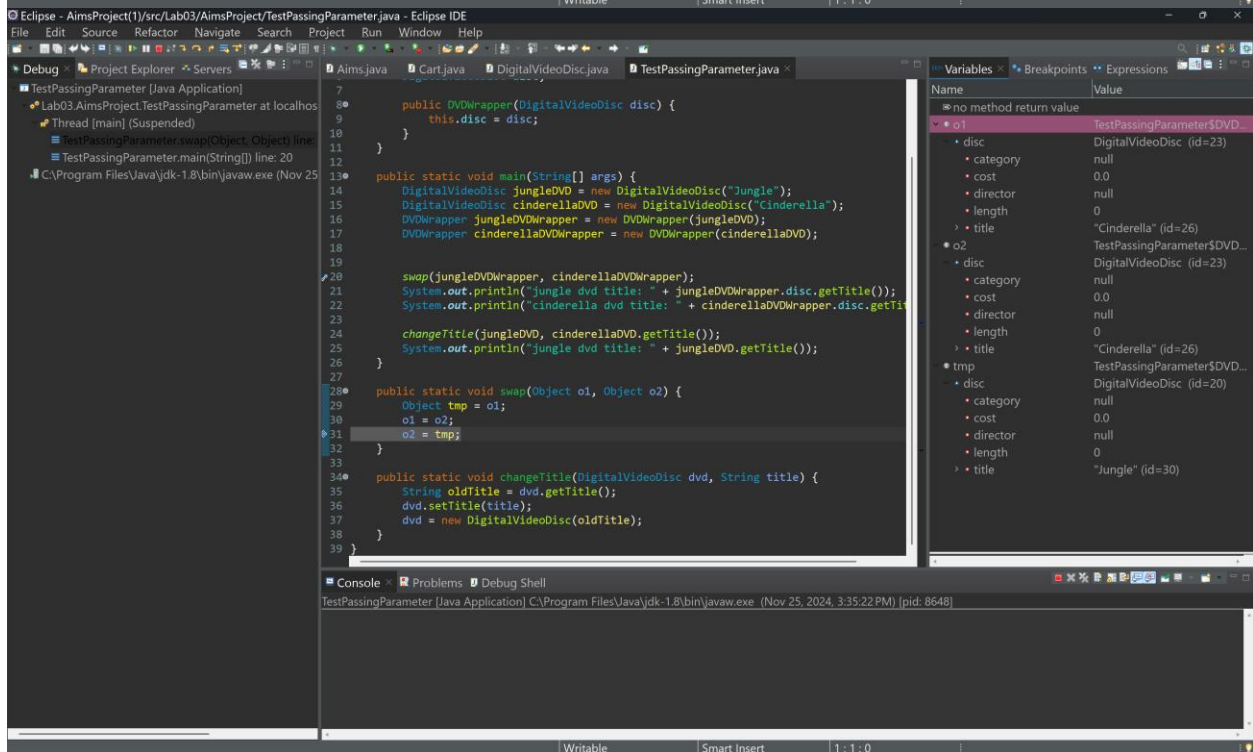 Writable Smart Insert 1 : 1 : 0
Eclipse - AimsProject(1)/src/Lab03/AimsProject/TestPassingParameter.java - Eclipse IDE
File Edit Source Refactor Navigate Search Project Run Window Help
Debug Project Explorer Servers
Aims.java Cart.java DigitalVideoDisc.java TestPassingParameter.java
Variables Breakpoints Expressions
TestPassingParameter [Java Application]
Lab03.AimsProject.TestPassingParameter at localhos
Thread [main] (Suspended)
TestPassingParameter.swap(Object, Object) line:
TestPassingParameter.main(String[]) line: 20
C:\Program Files\Java\jdk-1.8\bin\javaw.exe (Nov 25
7
8 public DVDWrapper(DigitalVideoDisc disc) {
9 this.disc = disc;
10 }
11 }
12
13 public static void main(String[] args) {
14 DigitalVideoDisc jungleDVD = new DigitalVideoDisc("Jungle");
15 DigitalVideoDisc cinderellaDVD = new DigitalVideoDisc("Cinderella");
16 DVDWrapper jungleDVDWrapper = new DVDWrapper(jungleDVD);
17 DVDWrapper cinderellaDVDWrapper = new DVDWrapper(cinderellaDVD);
18
19
20 swap(jungleDVDWrapper, cinderellaDVDWrapper);
21 System.out.println("jungle dvd title: " + jungleDVDWrapper.disc.getTitle());
22 System.out.println("cinderella dvd title: " + cinderellaDVDWrapper.disc.getTit
23
24 changeTitle(jungleDVD, cinderellaDVD.getTitle());
25 System.out.println("jungle dvd title: " + jungleDVD.getTitle());
26 }
27
28 public static void swap(Object o1, Object o2) {
29 Object tmp = o1;
30 o1 = o2;
31 o2 = tmp;
32 }
33
34 public static void changeTitle(DigitalVideoDisc dvd, String title) {
35 String oldTitle = dvd.getTitle();
36 dvd.setTitle(title);
37 dvd = new DigitalVideoDisc(oldTitle);
38 }
39 }
Name Value
no method return value
o1 TestPassingParameter$DVD...
disc DigitalVideoDisc (id=23)
category null
cost 0.0
director null
length 0
title "Cinderella" (id=26)
o2 TestPassingParameter$DVD...
disc DigitalVideoDisc (id=23)
category null
cost 0.0
director null
length 0
title "Cinderella" (id=26)
tmp TestPassingParameter$DVD...
disc DigitalVideoDisc (id=20)
category null
cost 0.0
director null
length 0
title "Jungle" (id=30)
Console Problems Debug Shell
TestPassingParameter [Java Application] C:\Program Files\Java\jdk-1.8\bin\javaw.exe (Nov 25, 2024, 3:35:22 PM) [pid: 8648]
Writable Smart Insert 1 : 1 : 0